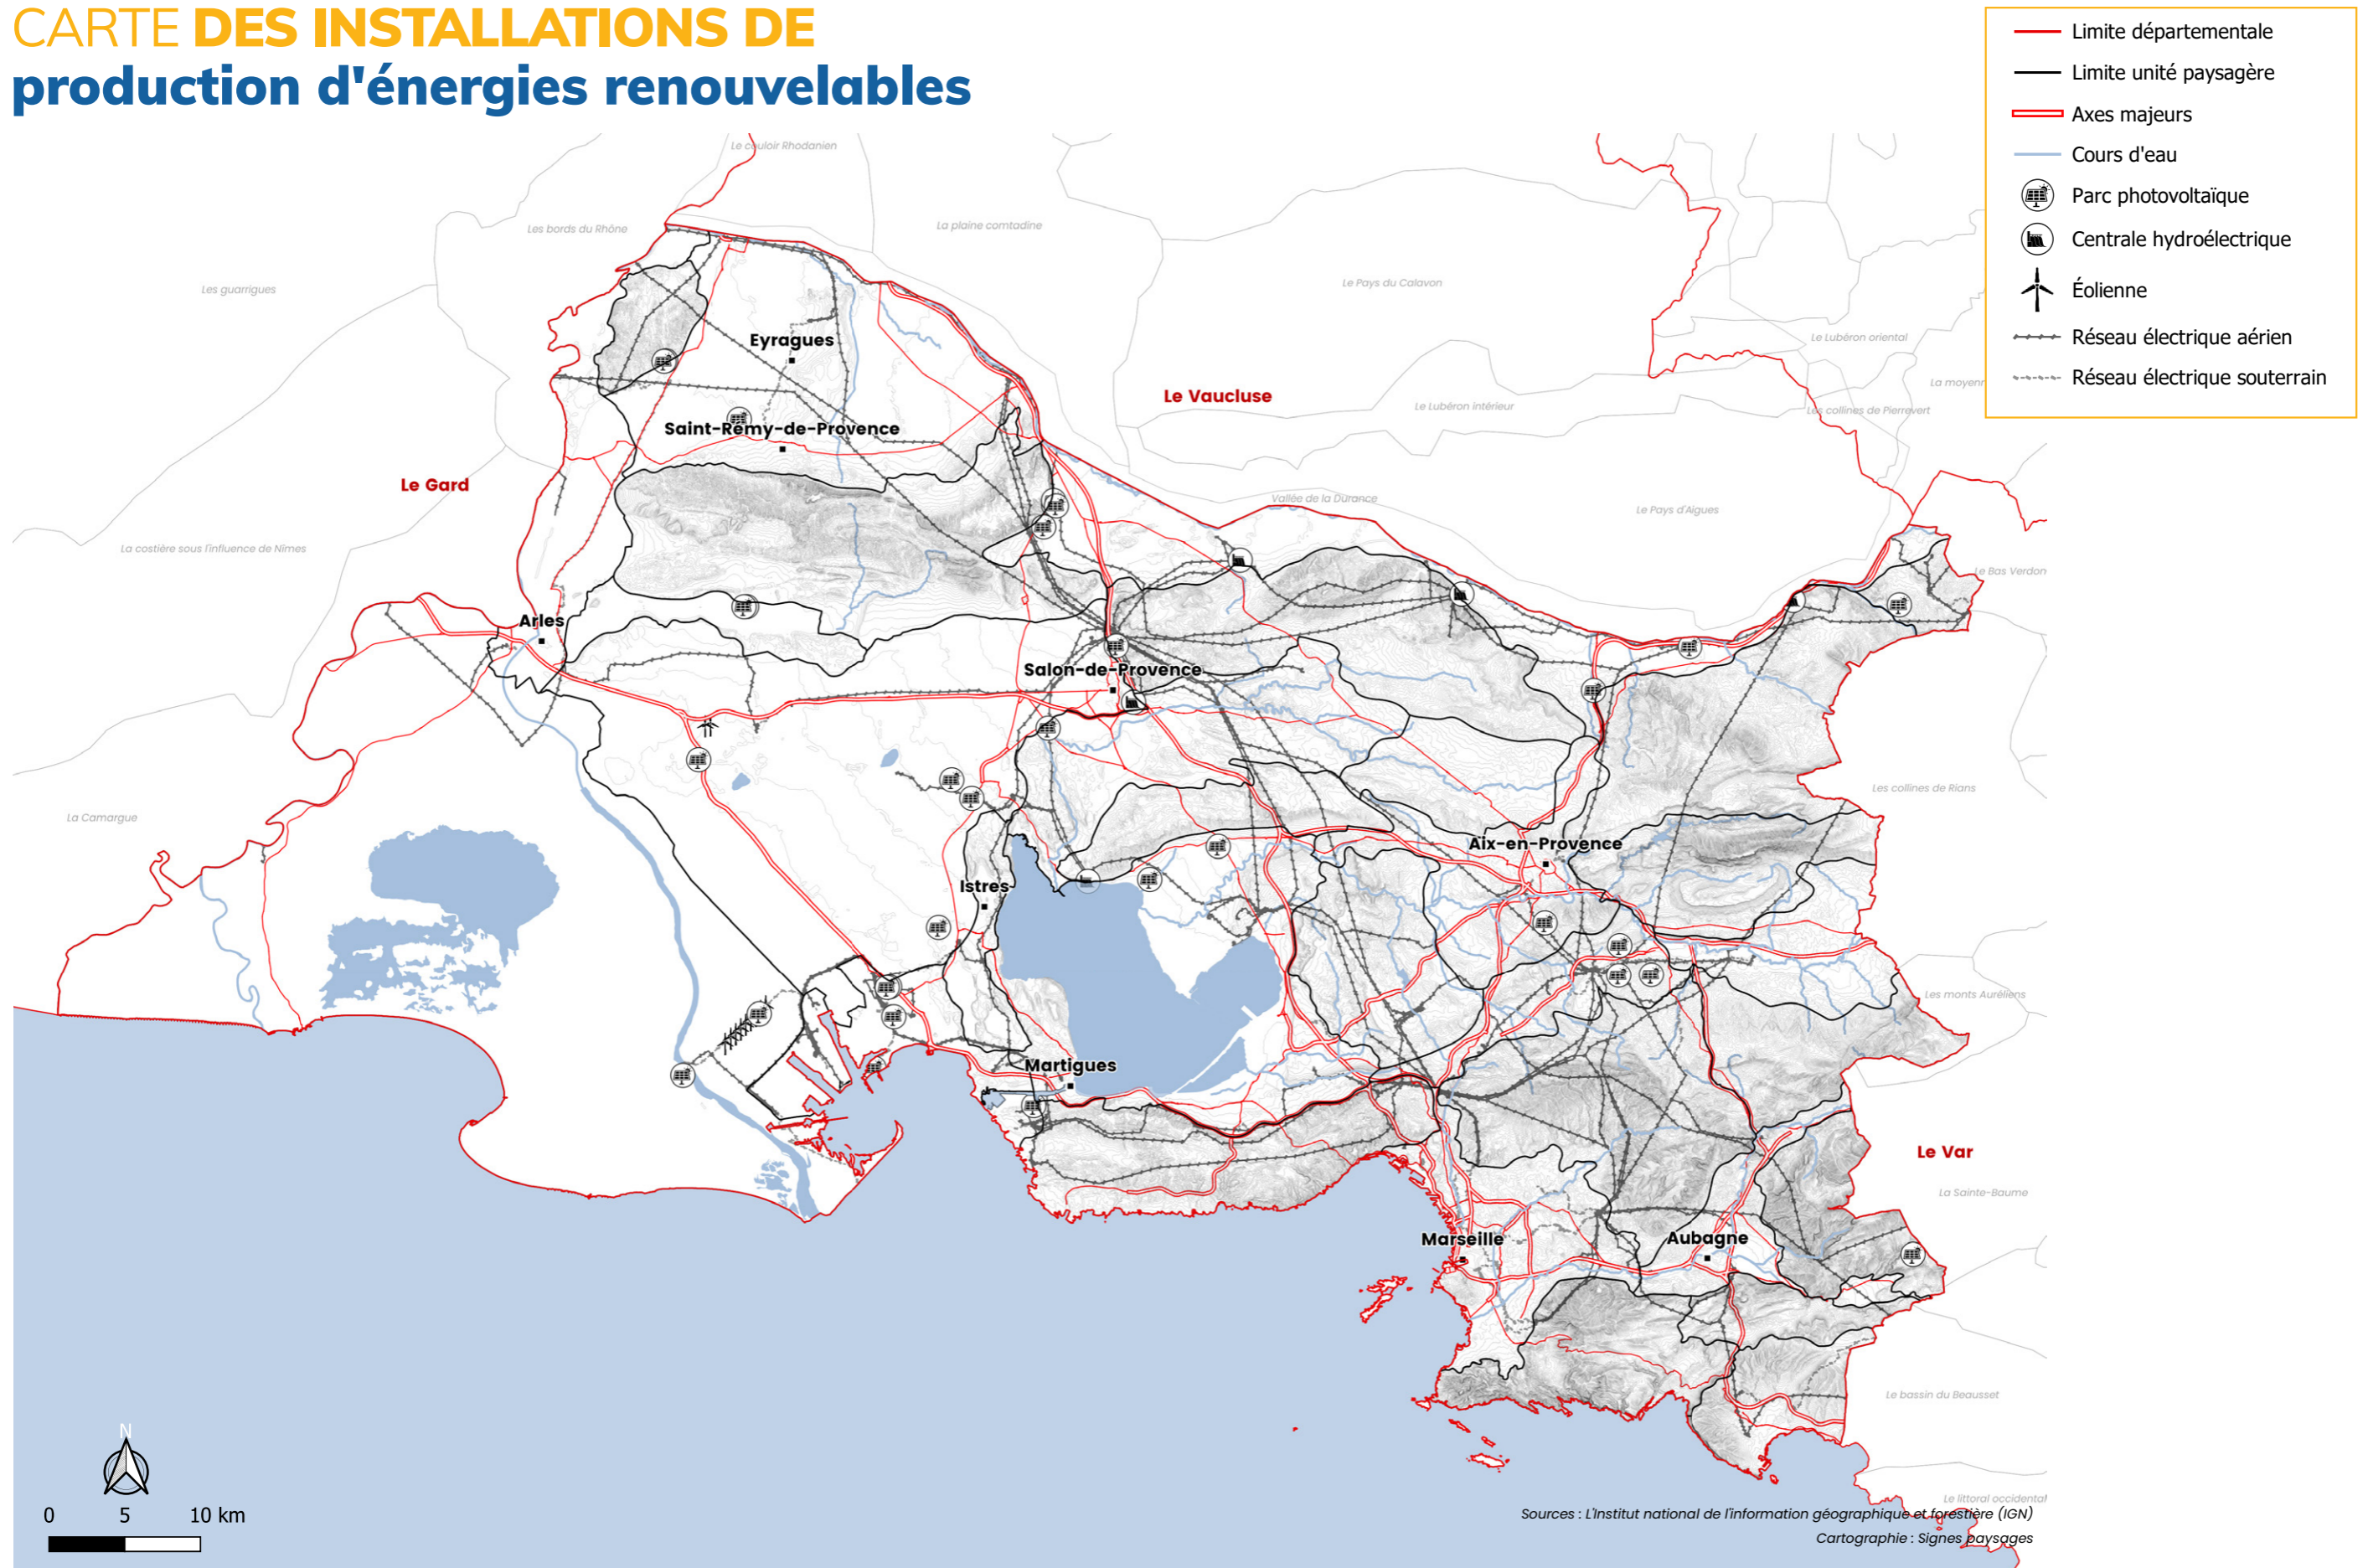 CARTE DES INSTALLATIONS DE
production d'énergies renouvelables
Limite départementale
Limite unité paysagère
Axes majeurs
Cours d'eau
Parc photovoltaïque
Centrale hydroélectrique
Éolienne
Réseau électrique aérien
Réseau électrique souterrain
Le couloir Rhodanien
Les bords du Rhône
La plaine comtadine
Les guarrigues
Le Pays du Calavon
Le Lubéron oriental
Eyragues
La moyenn
Le Vaucluse
Le Lubéron intérieur
Les collines de Pierrevert
Saint-Rémy-de-Provence
Le Gard
Vallée de la Durance
Le Pays d'Aigues
La costière sous l'influence de Nîmes
Le Bas Verdon
Arles
Salon-de-Provence
Les collines de Rians
La Camargue
Aix-en-Provence
Istres
Les monts Auréliens
Martigues
Le Var
La Sainte-Baume
Marseille
Aubagne
Le bassin du Beausset
N
Le littoral occidental
0 5 10 km
Sources : L'Institut national de l'information géographique et forestière (IGN)
Cartographie : Signes paysages